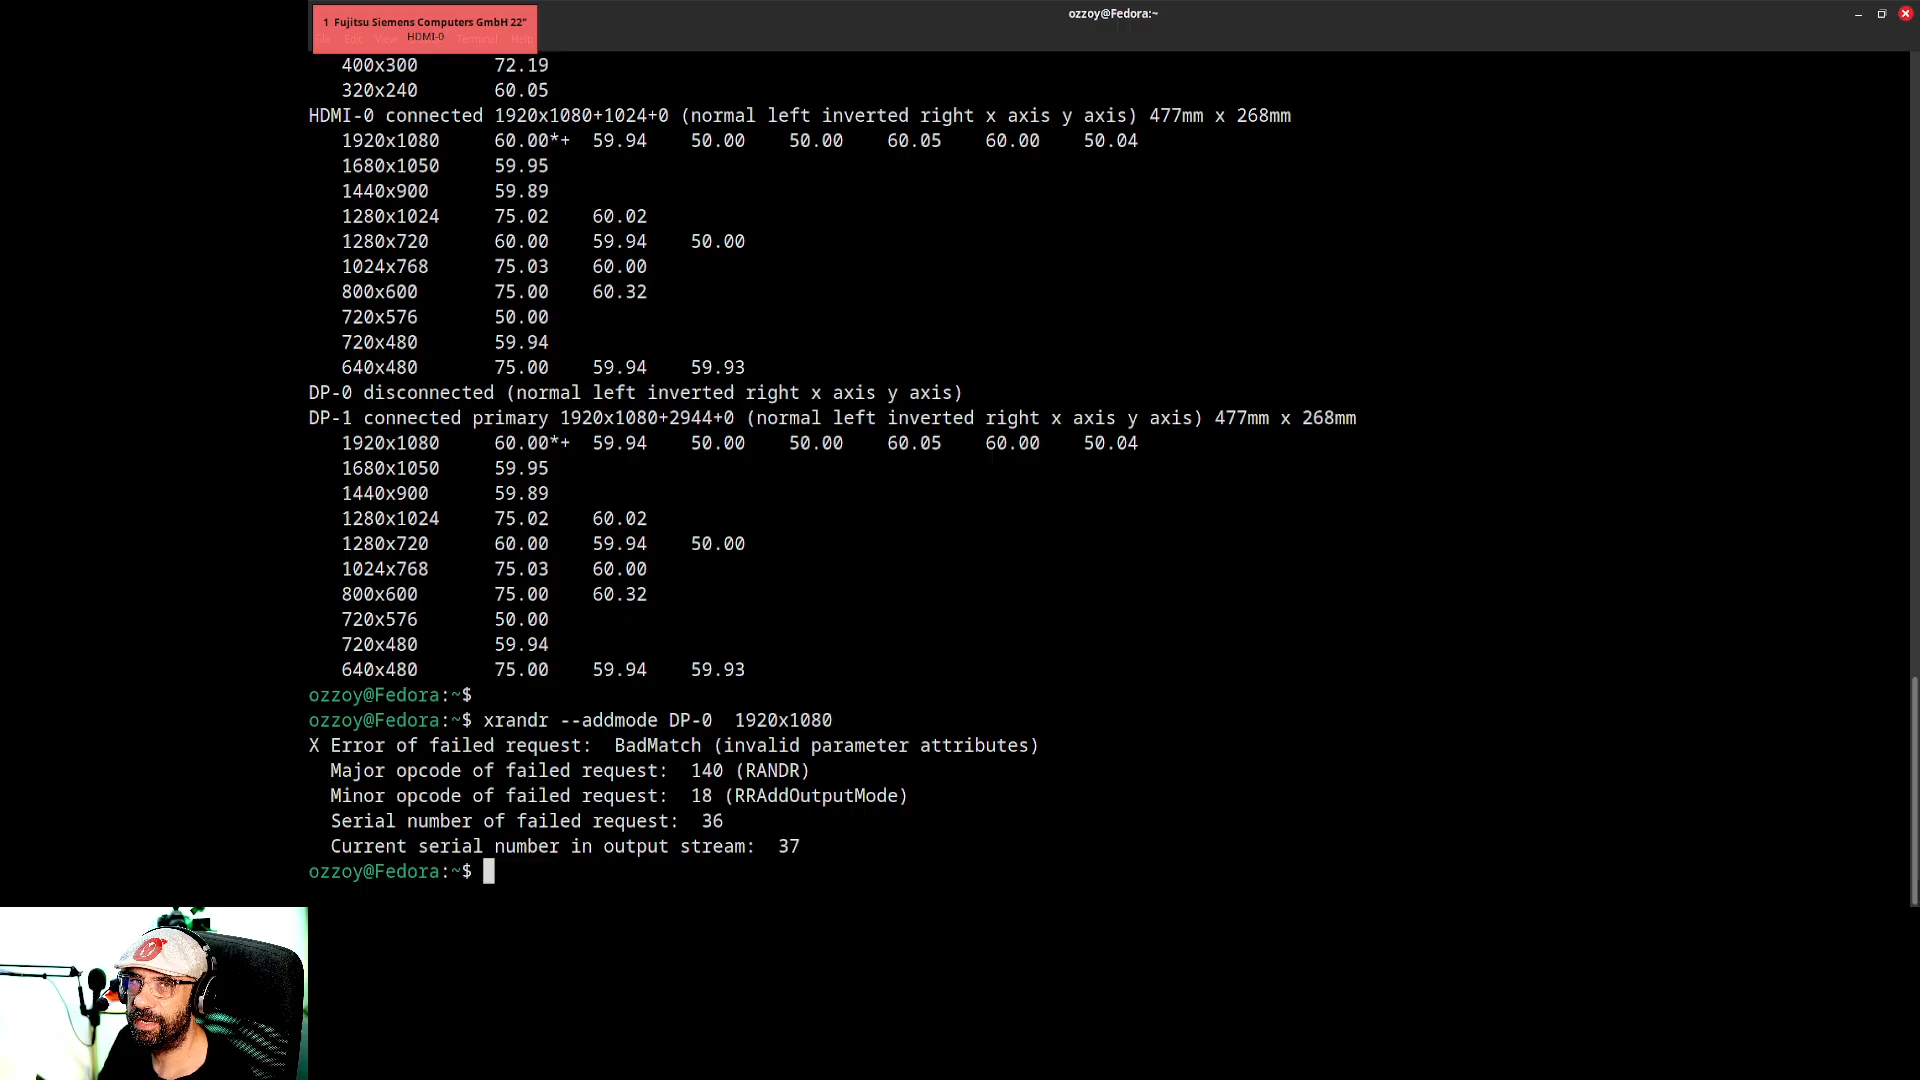 1 Fujitsu Siemens Computers GmbH 22"
HDMI-0
File Edit View Terminal Help
ozzoy@Fedora:~
400x300 72.19
320x240 60.05
HDMI-0 connected 1920x1080+1024+0 (normal left inverted right x axis y axis) 477mm x 268mm
1920x1080 60.00*+ 59.94 50.00 50.00 60.05 60.00 50.04
1680x1050 59.95
1440x900 59.89
1280x1024 75.02 60.02
1280x720 60.00 59.94 50.00
1024x768 75.03 60.00
800x600 75.00 60.32
720x576 50.00
720x480 59.94
640x480 75.00 59.94 59.93
DP-0 disconnected (normal left inverted right x axis y axis)
DP-1 connected primary 1920x1080+2944+0 (normal left inverted right x axis y axis) 477mm x 268mm
1920x1080 60.00*+ 59.94 50.00 50.00 60.05 60.00 50.04
1680x1050 59.95
1440x900 59.89
1280x1024 75.02 60.02
1280x720 60.00 59.94 50.00
1024x768 75.03 60.00
800x600 75.00 60.32
720x576 50.00
720x480 59.94
640x480 75.00 59.94 59.93
ozzoy@Fedora:~$
ozzoy@Fedora:~$ xrandr --addmode DP-0  1920x1080
X Error of failed request:  BadMatch (invalid parameter attributes)
Major opcode of failed request:  140 (RANDR)
Minor opcode of failed request:  18 (RRAddOutputMode)
Serial number of failed request:  36
Current serial number in output stream:  37
ozzoy@Fedora:~$